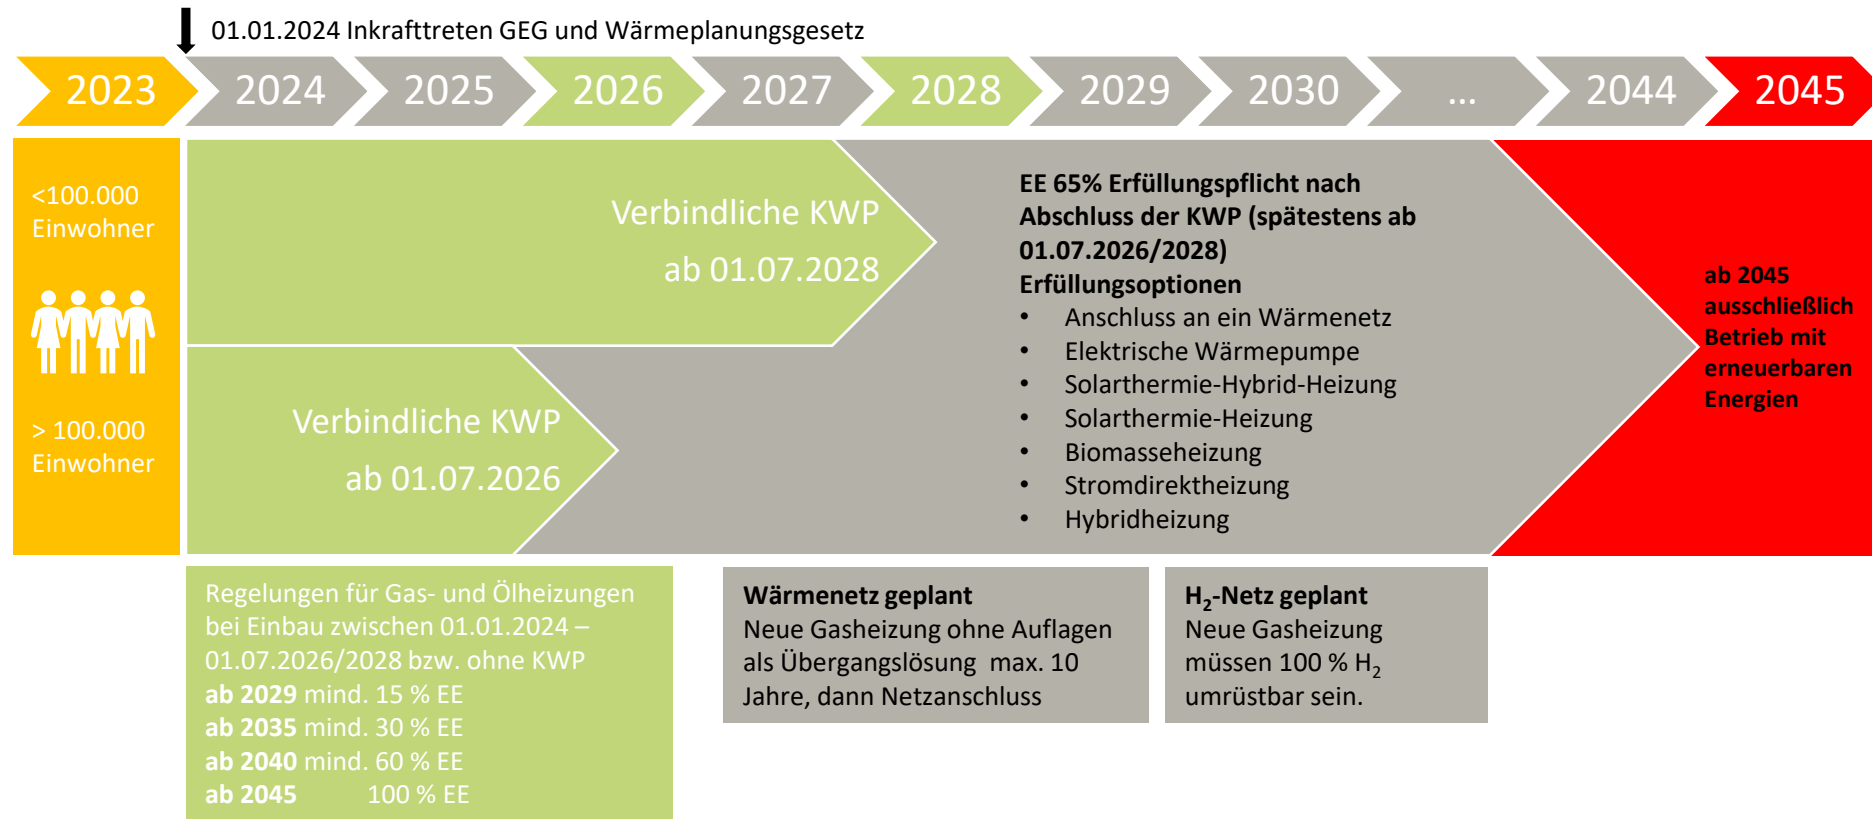 01.01.2024 Inkrafttreten GEG und Wärmeplanungsgesetz
2023 2024 2025 2026 2027 2028 2029 2030 ... 2044 2045
<100.000
Einwohner
> 100.000
Einwohner
Verbindliche KWP
ab 01.07.2028
Verbindliche KWP
ab 01.07.2026
EE 65% Erfüllungspflicht nach
Abschluss der KWP (spätestens ab
01.07.2026/2028)
Erfüllungsoptionen
• Anschluss an ein Wärmenetz
• Elektrische Wärmepumpe
• Solarthermie-Hybrid-Heizung
• Solarthermie-Heizung
• Biomasseheizung
• Stromdirektheizung
• Hybridheizung
ab 2045
ausschließlich
Betrieb mit
erneuerbaren
Energien
Regelungen für Gas- und Ölheizungen
bei Einbau zwischen 01.01.2024 –
01.07.2026/2028 bzw. ohne KWP
ab 2029 mind. 15 % EE
ab 2035 mind. 30 % EE
ab 2040 mind. 60 % EE
ab 2045 100 % EE
Wärmenetz geplant
Neue Gasheizung ohne Auflagen
als Übergangslösung max. 10
Jahre, dann Netzanschluss
H₂-Netz geplant
Neue Gasheizung
müssen 100 % H₂
umrüstbar sein.